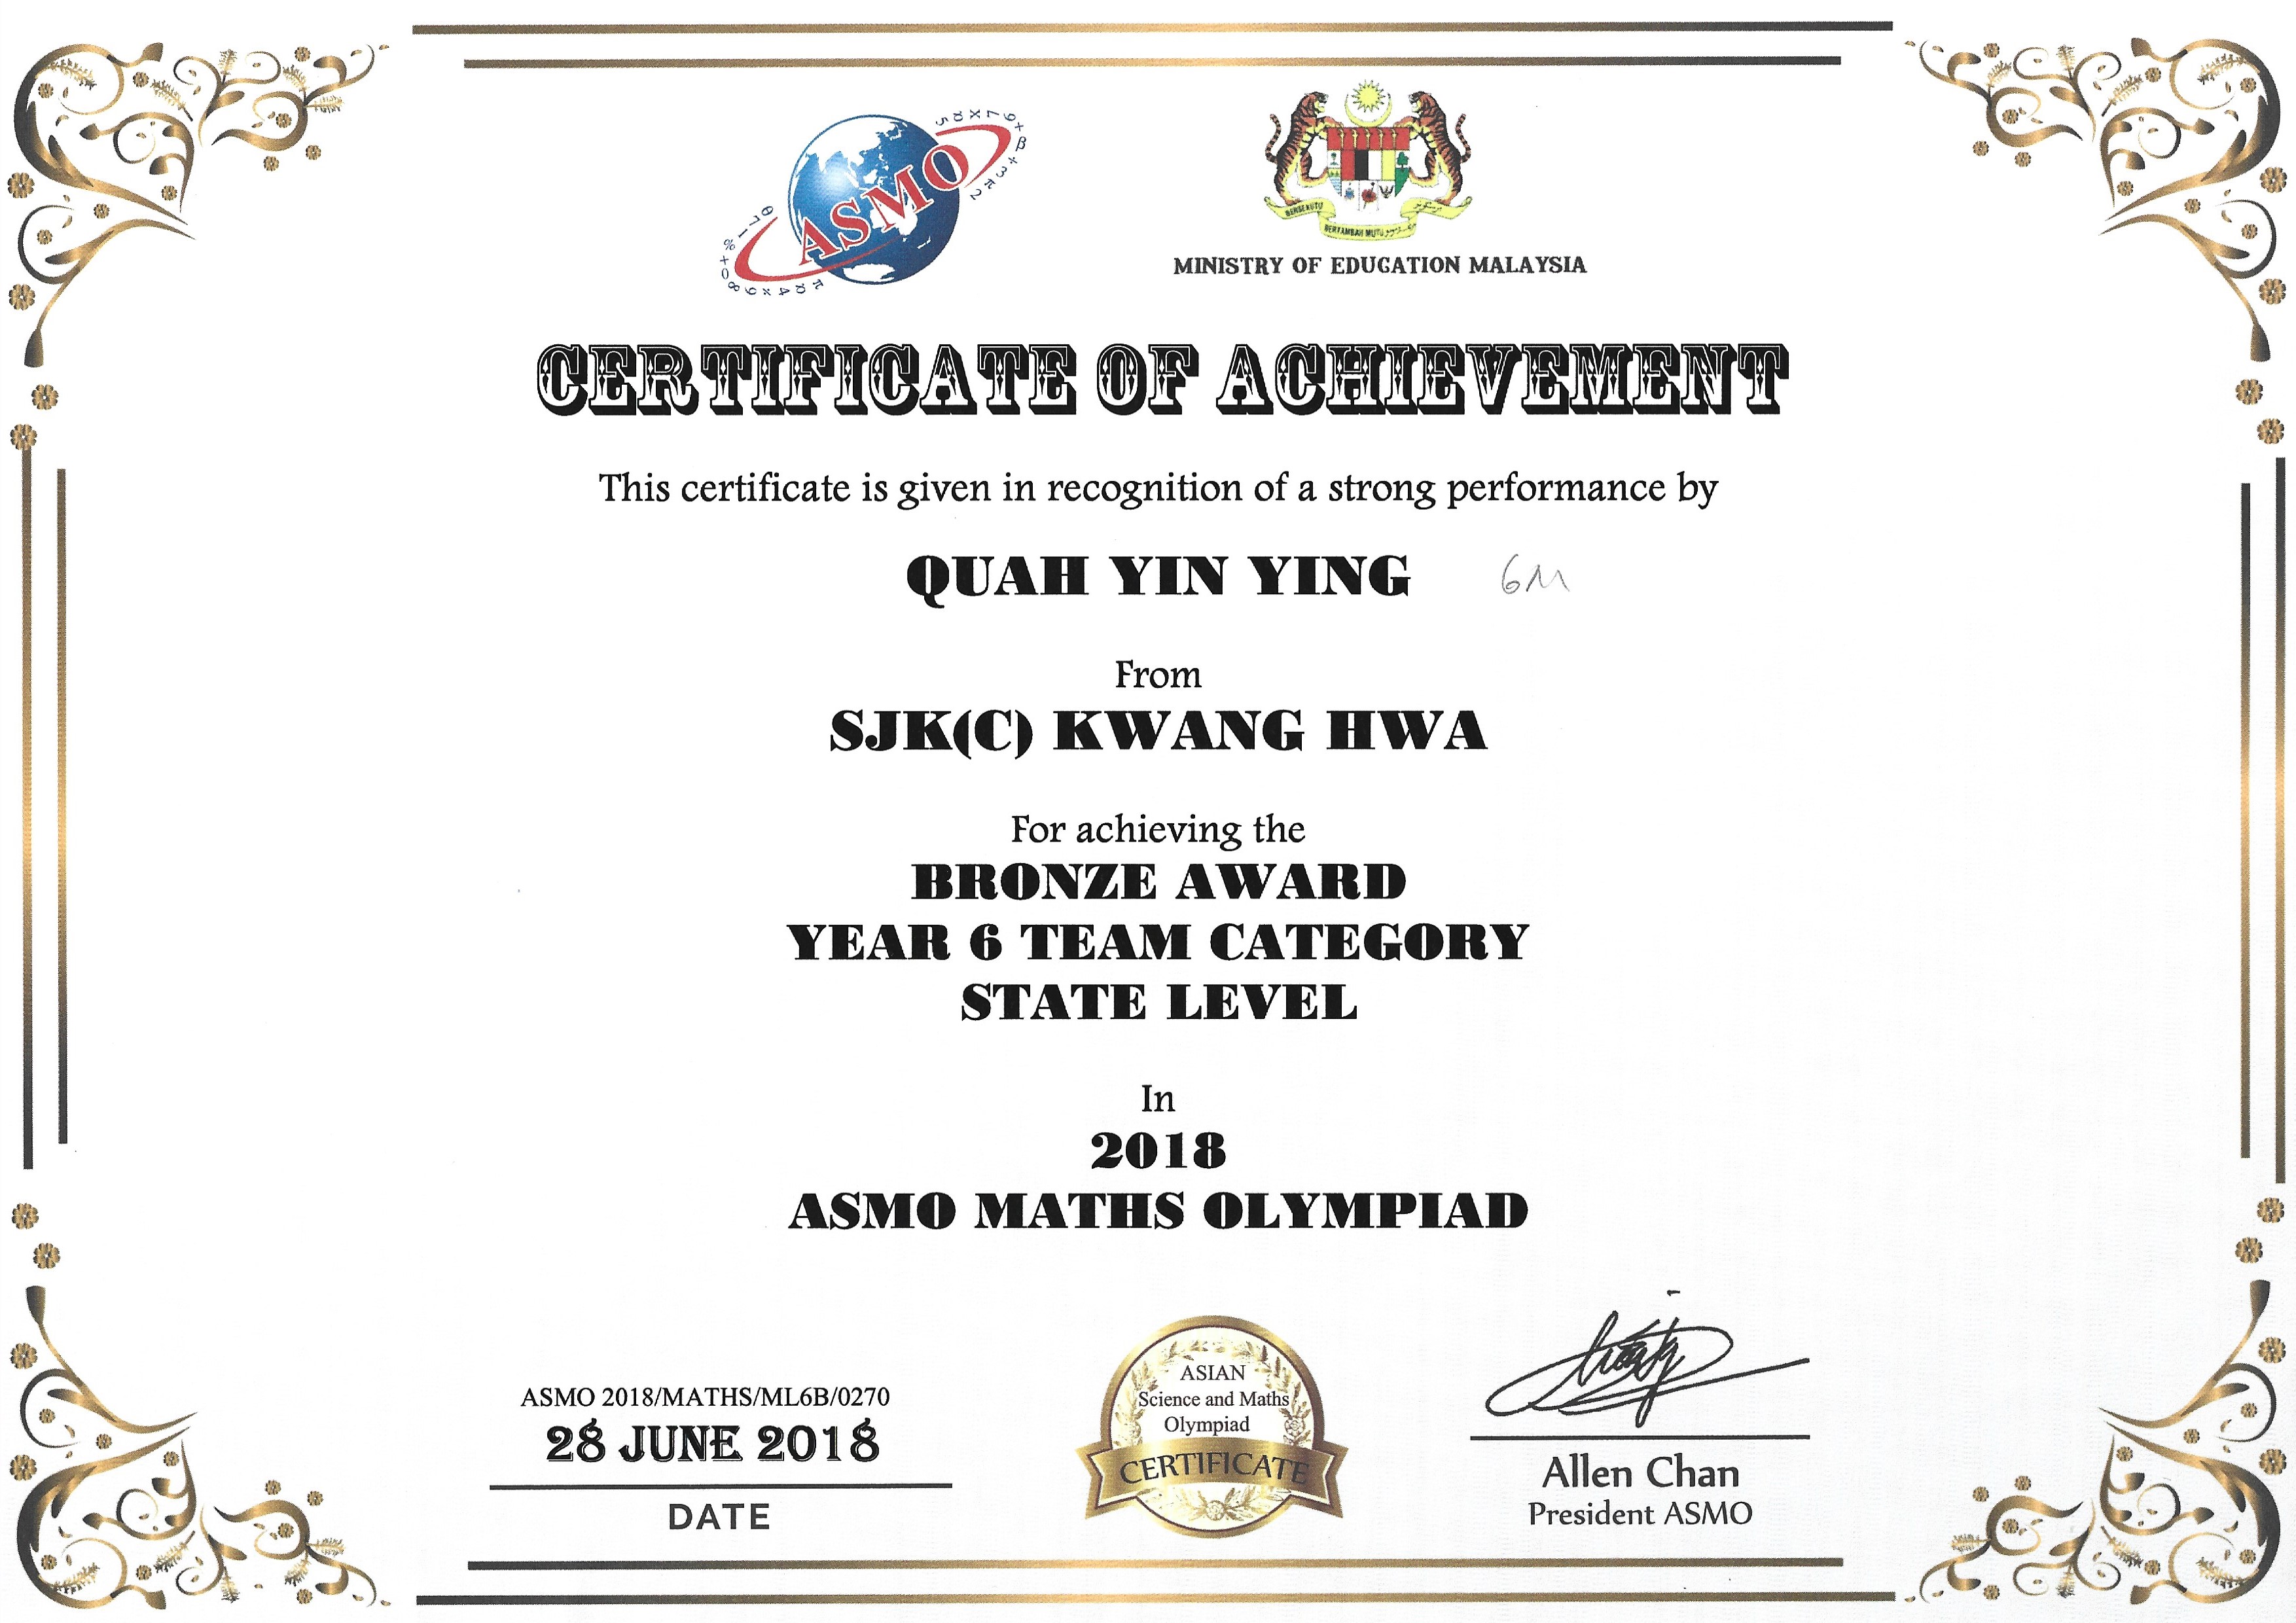 ASMO
BERSEKUTU
BERTAMBAH MUTU
MINISTRY OF EDUCATION MALAYSIA
CERTIFICATE OF ACHIEVEMENT
This certificate is given in recognition of a strong performance by
QUAH YIN YING 6M
From
SJK(C) KWANG HWA
For achieving the
BRONZE AWARD
YEAR 6 TEAM CATEGORY
STATE LEVEL
In
2018
ASMO MATHS OLYMPIAD
ASMO 2018/MATHS/ML6B/0270
28 JUNE 2018
DATE
ASIAN
Science and Maths
Olympiad
CERTIFICATE
Allen Chan
President ASMO